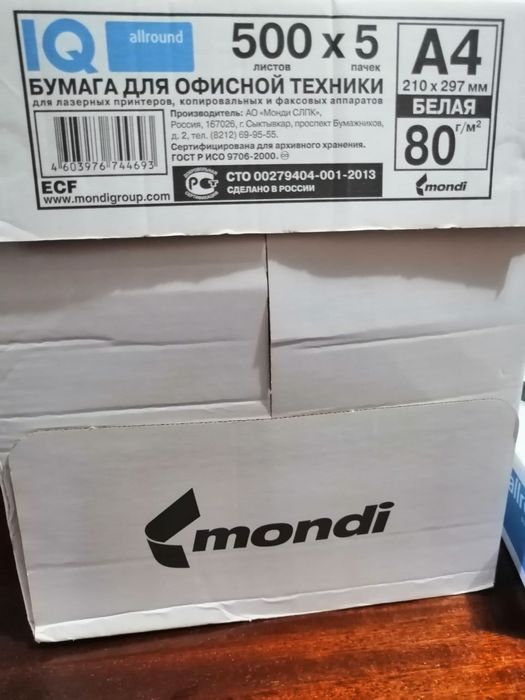 IQ allround
500 x 5
листов пачек
A4
210 x 297 мм
БЕЛАЯ
80 г/м²
mondi
БУМАГА ДЛЯ ОФИСНОЙ ТЕХНИКИ
для лазерных принтеров, копировальных и факсовых аппаратов
Производитель: АО «Монди СЛПК»,
Россия, 167026, г. Сыктывкар, проспект Бумажников,
д. 2, тел. (8212) 69-95-55.
Сертифицирована для архивного хранения.
ГОСТ Р ИСО 9706-2000.
4 603976 744693
ECF
www.mondigroup.com
СТО 00279404-001-2013
СДЕЛАНО В РОССИИ
mondi
allro